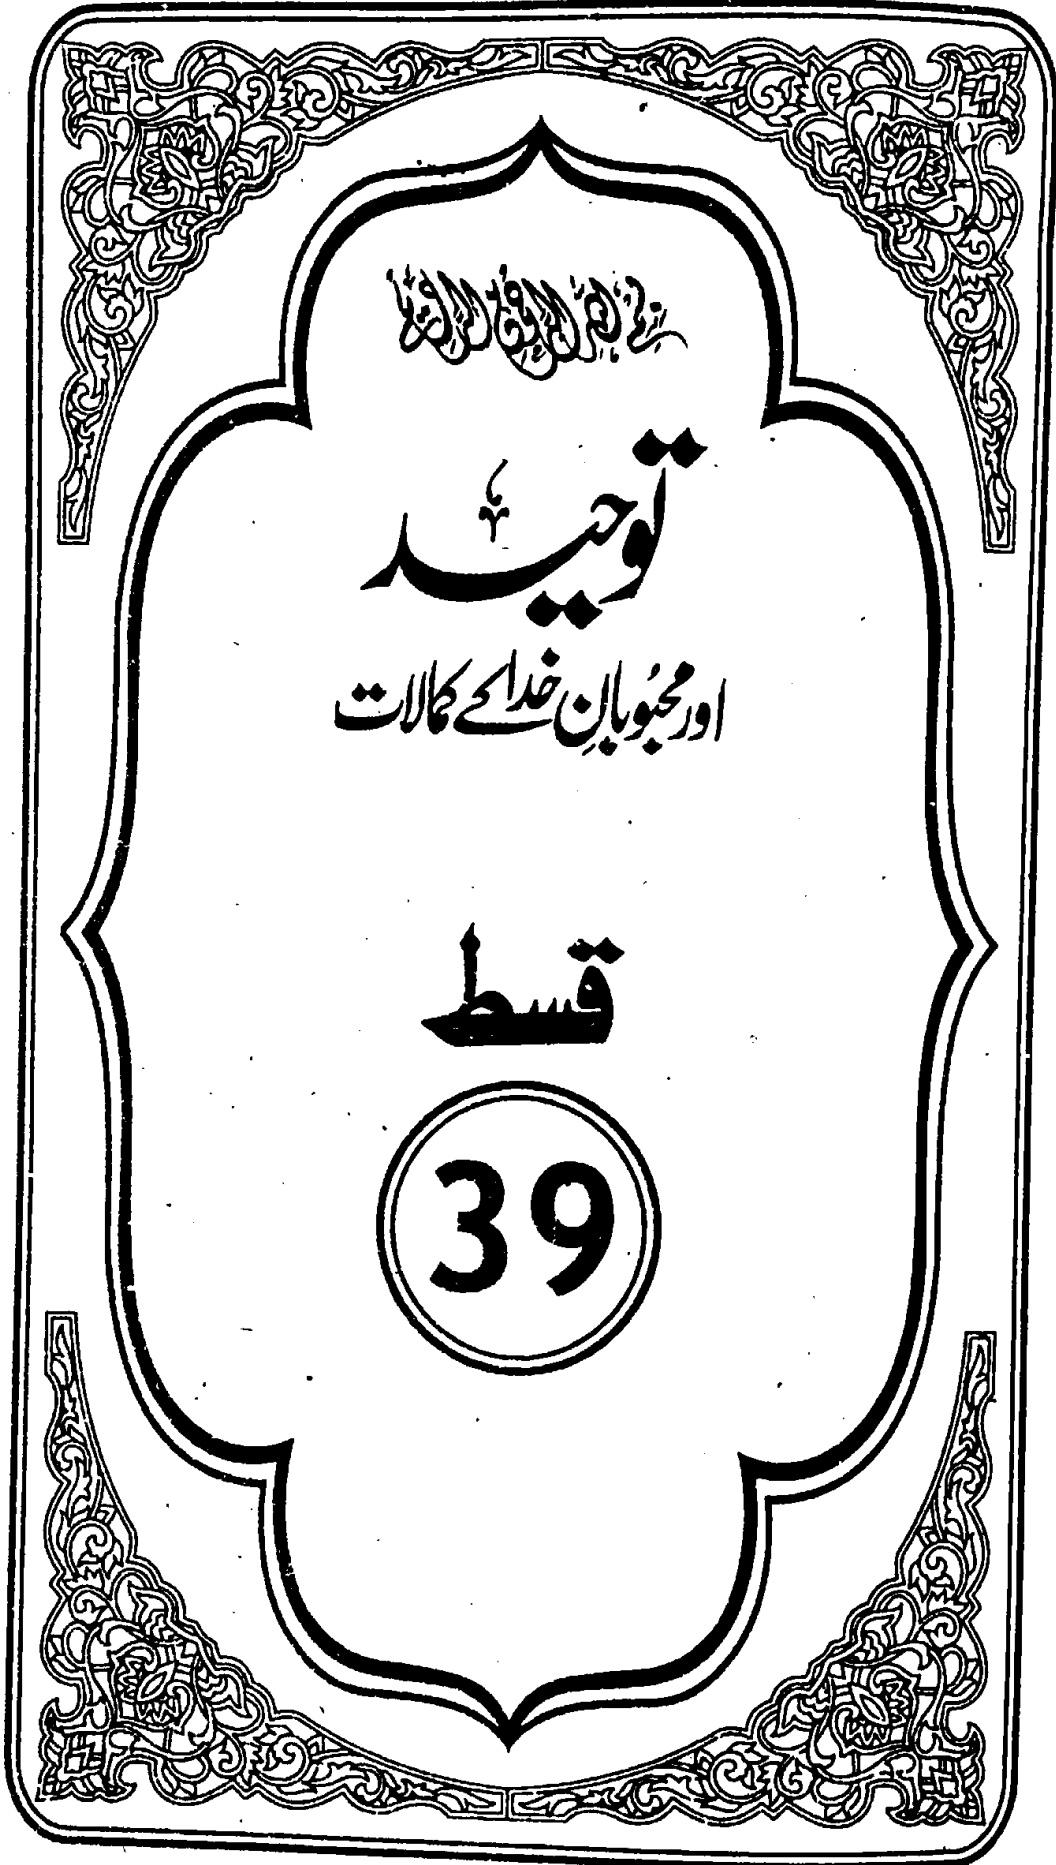 توحید
اور محبوبانِ خدا کے کمالات
قسط
39